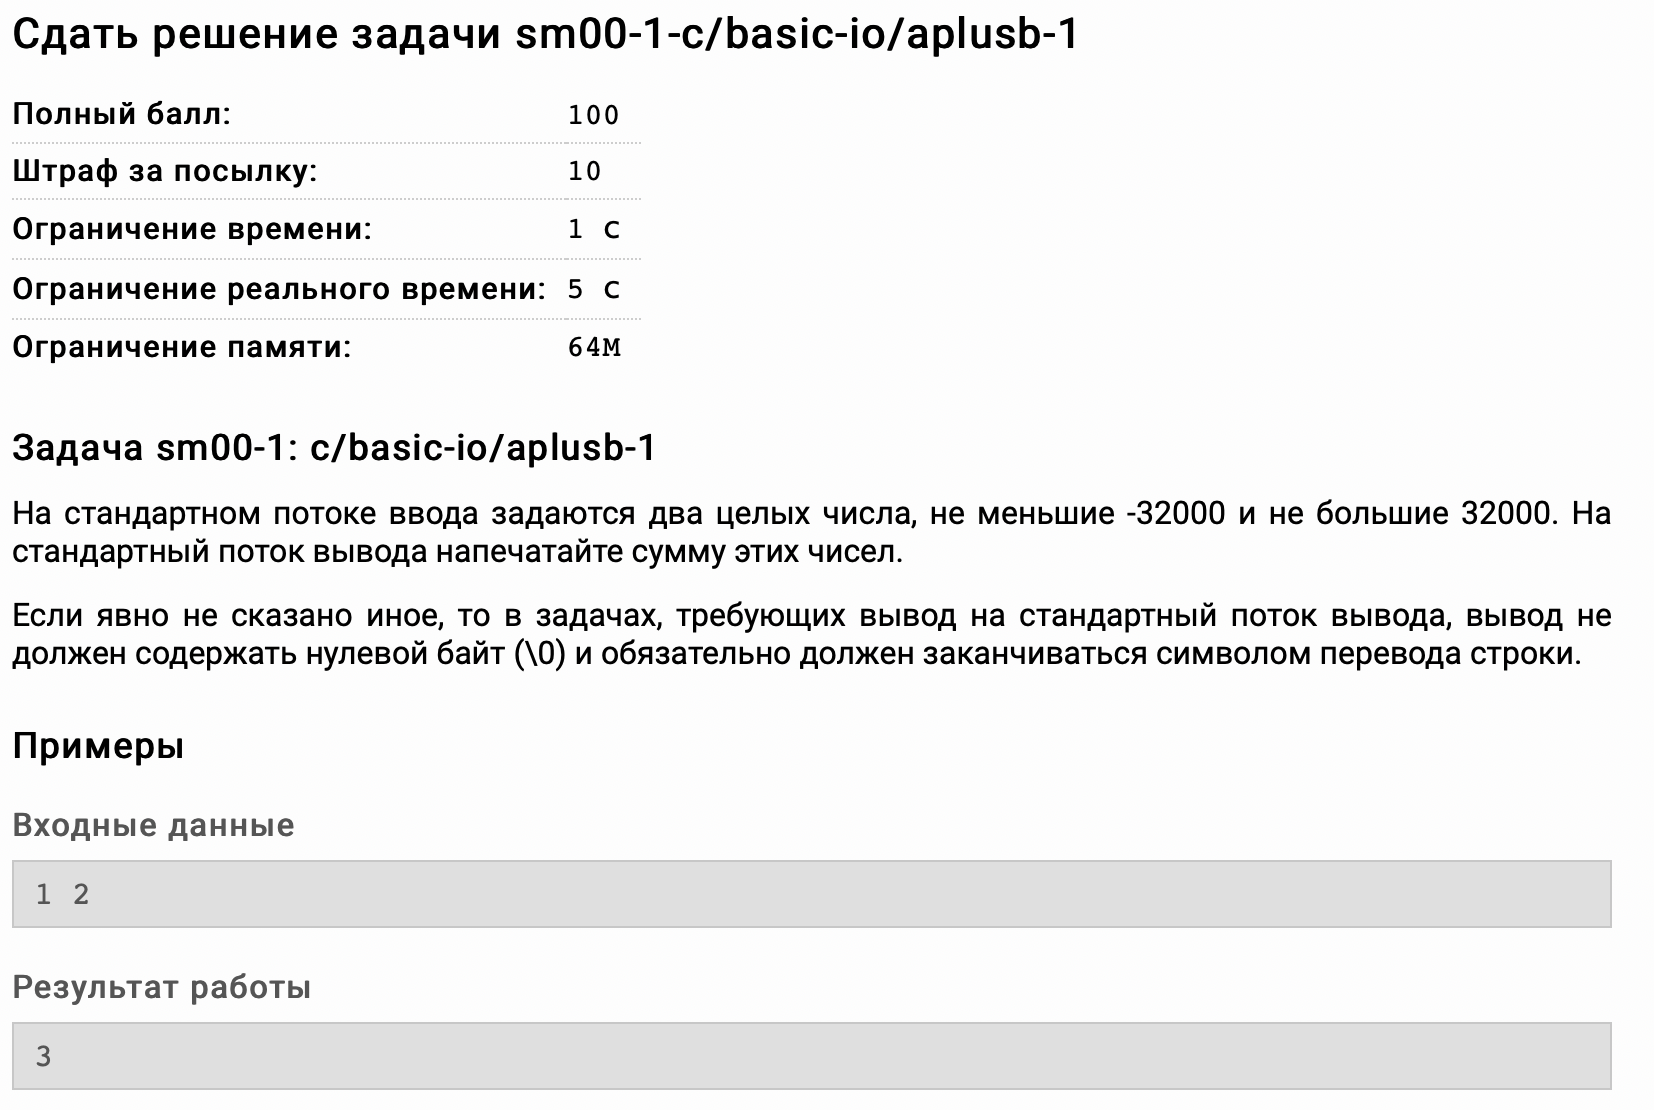 Сдать решение задачи sm00-1-c/basic-io/aplusb-1
Полный балл: 100
Штраф за посылку: 10
Ограничение времени: 1 с
Ограничение реального времени: 5 с
Ограничение памяти: 64M
Задача sm00-1: c/basic-io/aplusb-1
На стандартном потоке ввода задаются два целых числа, не меньшие -32000 и не большие 32000. На
стандартный поток вывода напечатайте сумму этих чисел.
Если явно не сказано иное, то в задачах, требующих вывод на стандартный поток вывода, вывод не
должен содержать нулевой байт (\0) и обязательно должен заканчиваться символом перевода строки.
Примеры
Входные данные
1 2
Результат работы
3